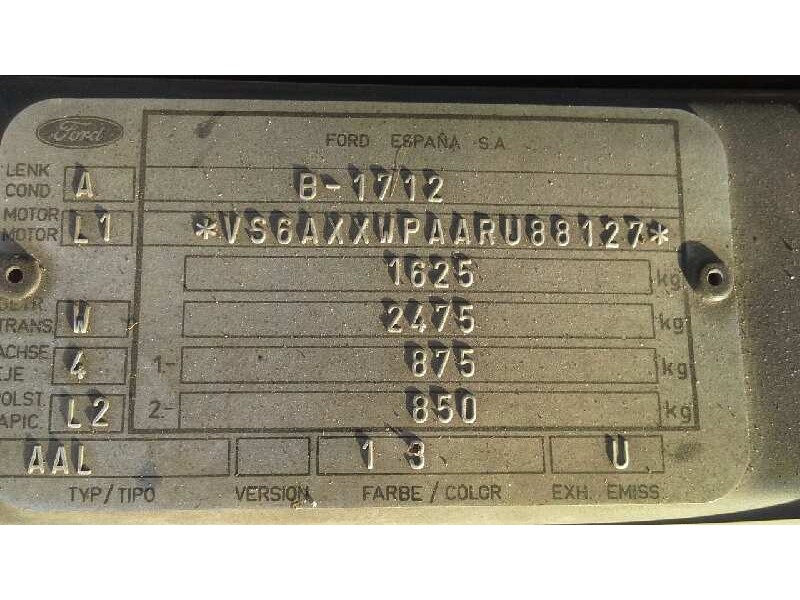 Ford
FORD ESPAÑA S.A.
LENK
COND
A
B-1712
MOTOR
MOTOR
L1
*VS6AXXWPAARU88127*
1625 kg
TRANS.
W
2475 kg
ACHSE
EJE
4
1.- 875 kg
POLST.
TAPIC.
L2
2.- 850 kg
AAL
1 3
U
TYP/TIPO
VERSION
FARBE/COLOR
EXH. EMISS